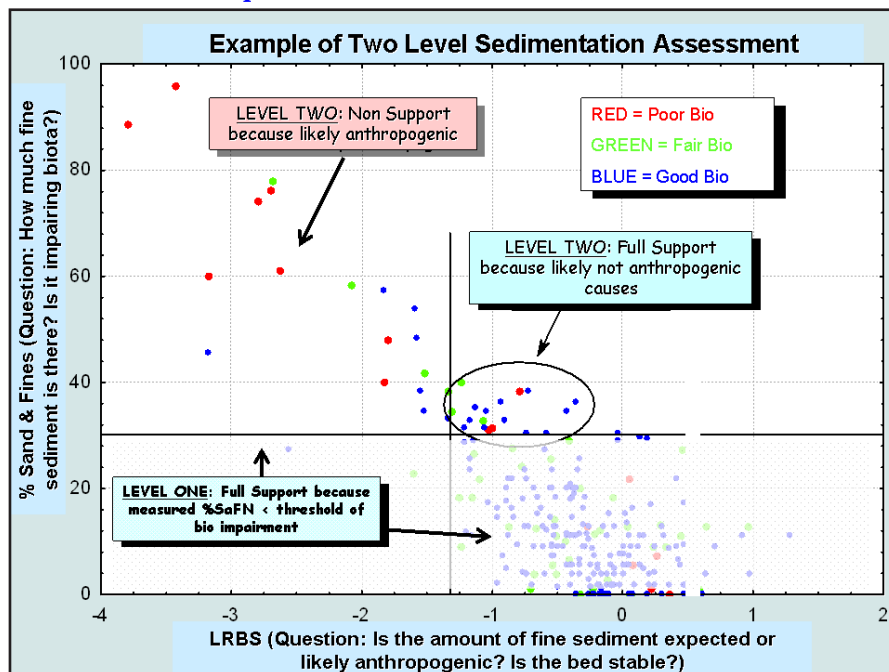 Example of Two Level Sedimentation Assessment
% Sand & Fines (Question: How much fine
sediment is there? Is it impairing biota?)
100
80
60
40
20
0
LEVEL TWO: Non Support
because likely anthropogenic
RED = Poor Bio
GREEN = Fair Bio
BLUE = Good Bio
LEVEL TWO: Full Support
because likely not anthropogenic
causes
LEVEL ONE: Full Support because
measured %SaFN < threshold of
bio impairment
-4 -3 -2 -1 0 1 2
LRBS (Question: Is the amount of fine sediment expected or
likely anthropogenic? Is the bed stable?)